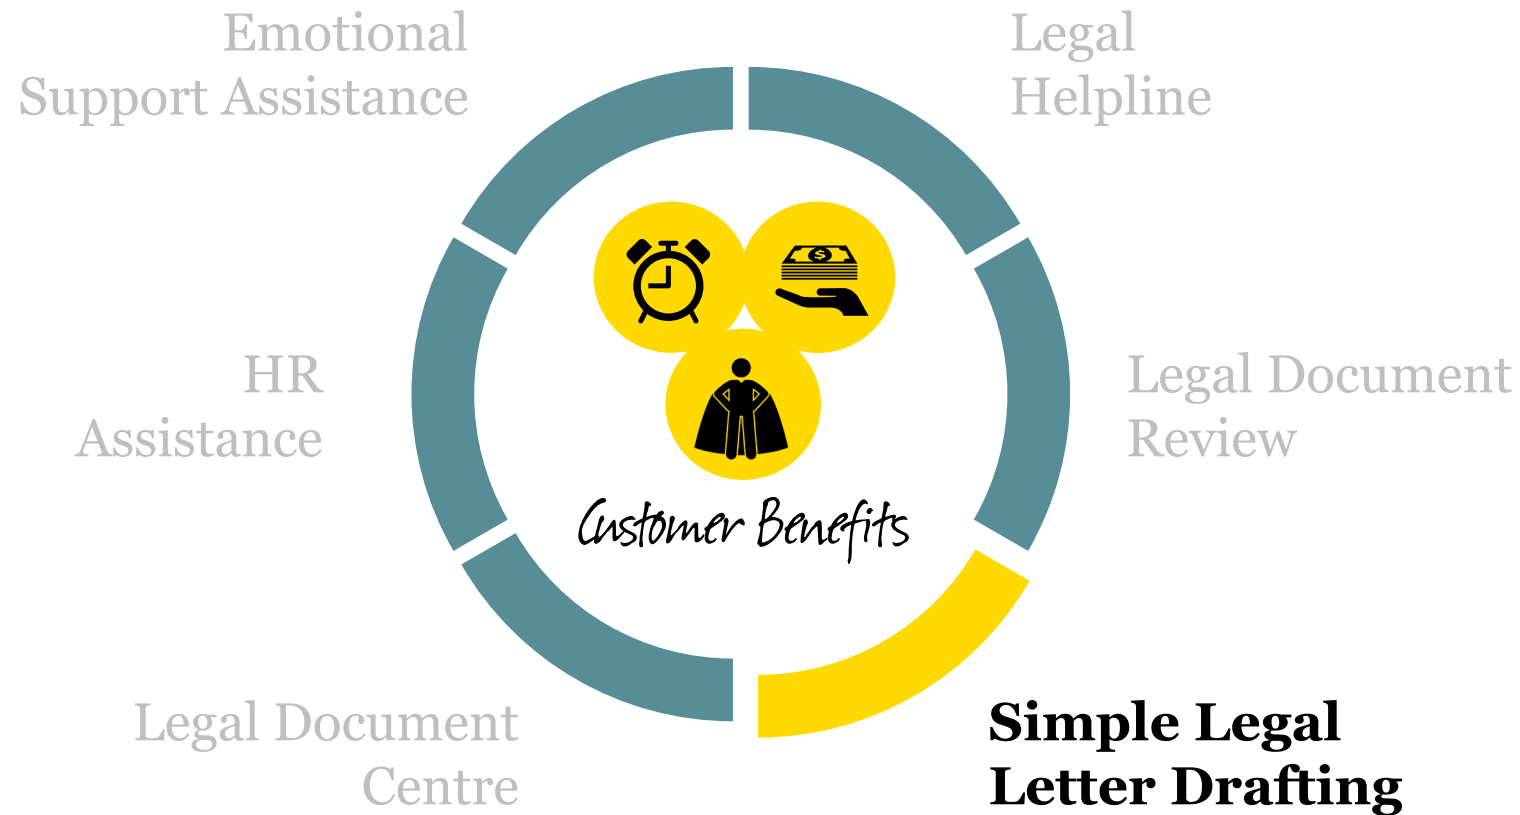 Emotional
Support Assistance
Legal
Helpline
HR
Assistance
Legal Document
Review
$
Customer Benefits
Legal Document
Centre
Simple Legal
Letter Drafting